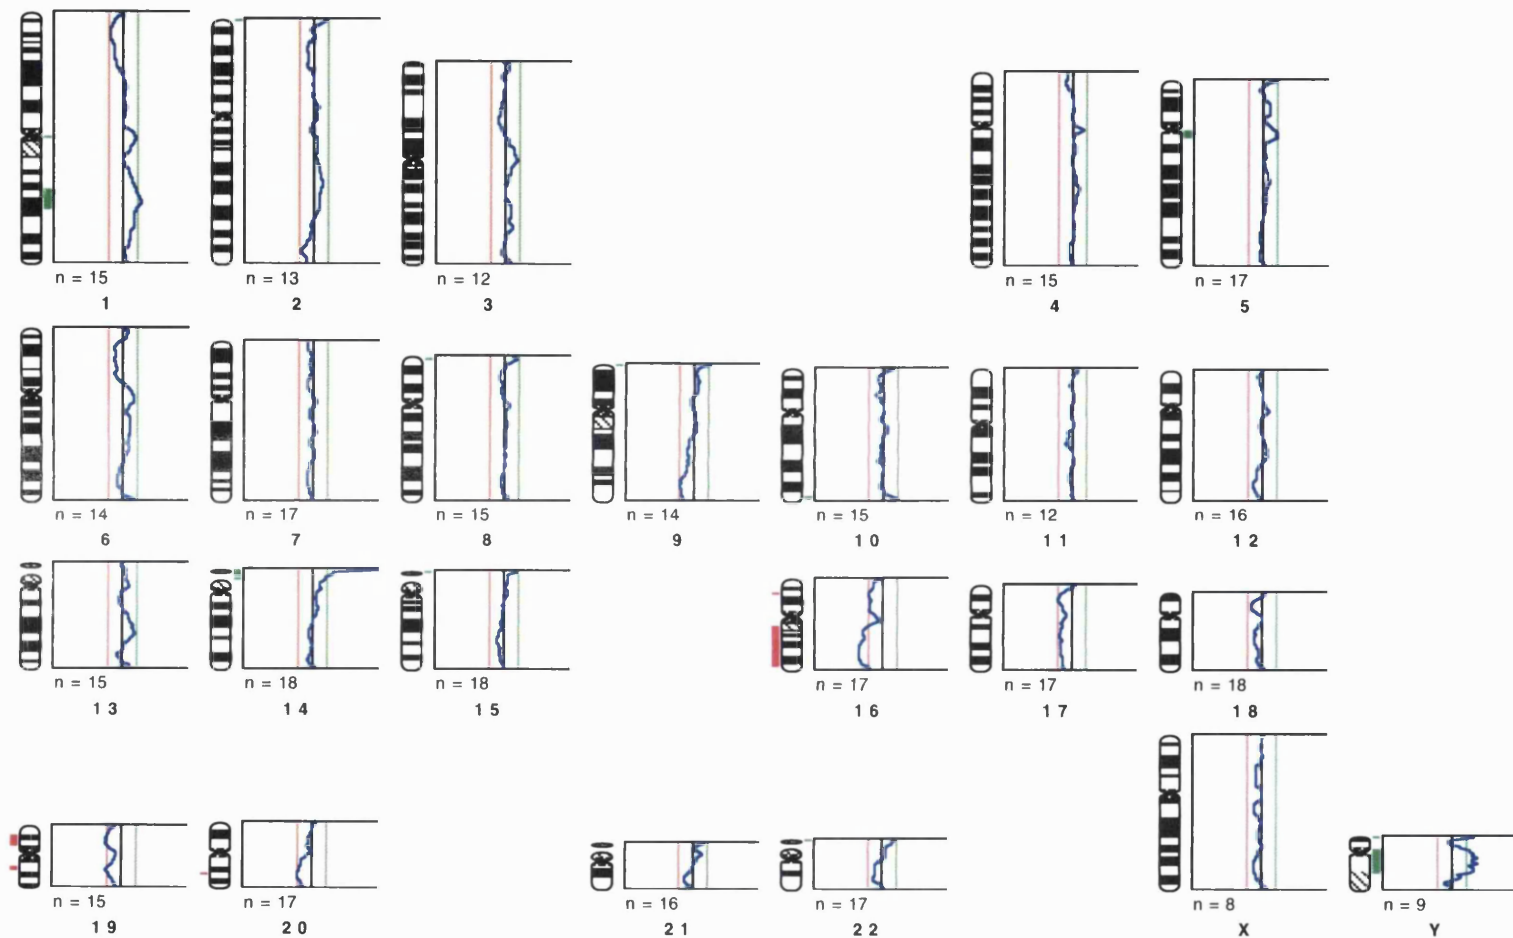 n = 15
n = 13
n = 12
n = 15
n = 17
1
2
3
4
5
n = 14
n = 17
n = 15
n = 14
n = 15
n = 12
n = 16
6
7
8
9
10
11
12
n = 15
n = 18
n = 18
n = 17
n = 17
n = 18
13
14
15
16
17
18
n = 15
n = 17
n = 16
n = 17
n = 8
n = 9
19
20
21
22
X
Y